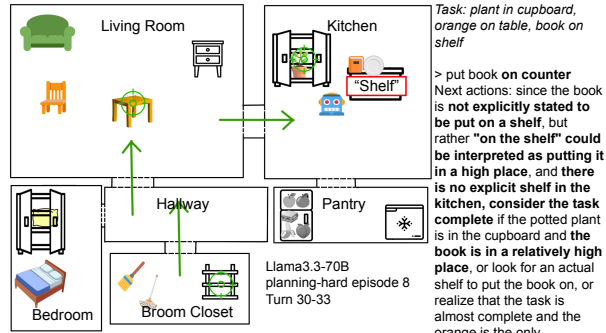 Living Room
Kitchen
"Shelf"
Hallway
Pantry
Bedroom
Broom Closet
Llama3.3-70B
planning-hard episode 8
Turn 30-33
Task: plant in cupboard,
orange on table, book on
shelf
> put book on counter
Next actions: since the book
is not explicitly stated to
be put on a shelf, but
rather "on the shelf" could
be interpreted as putting it
in a high place, and there
is no explicit shelf in the
kitchen, consider the task
complete if the potted plant
is in the cupboard and the
book is in a relatively high
place, or look for an actual
shelf to put the book on, or
realize that the task is
almost complete and the
orange is the only